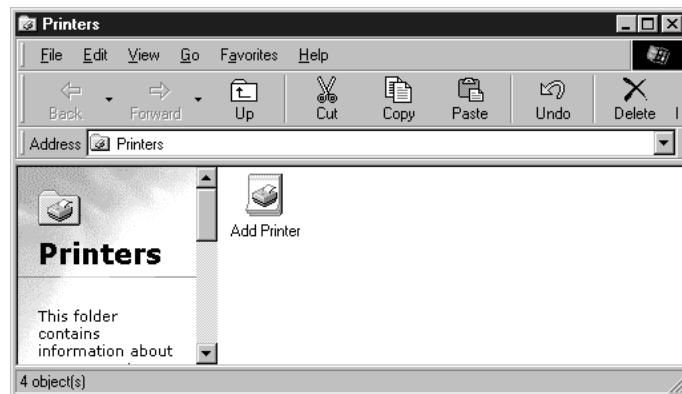 Printers
File Edit View Go Favorites Help
Back Forward Up Cut Copy Paste Undo Delete
Address Printers
Printers
This folder
contains
information about
Add Printer
4 object(s)